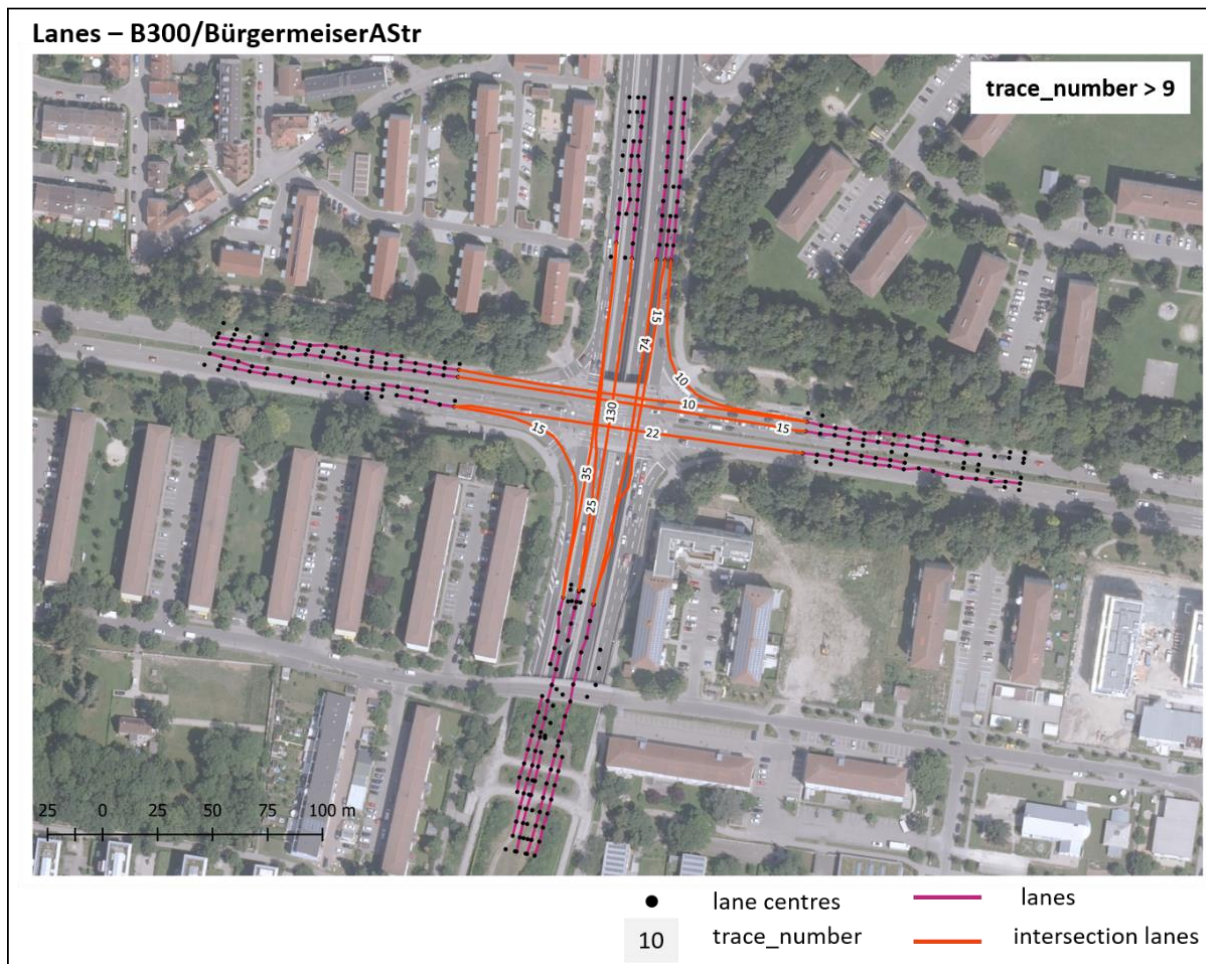 Lanes – B300/BürgermeiserAStr
trace_number > 9
15
74
10
10
15
22
15
130
35
25
25 0 25 50 75 100 m
lane centres
lanes
10
trace_number
intersection lanes